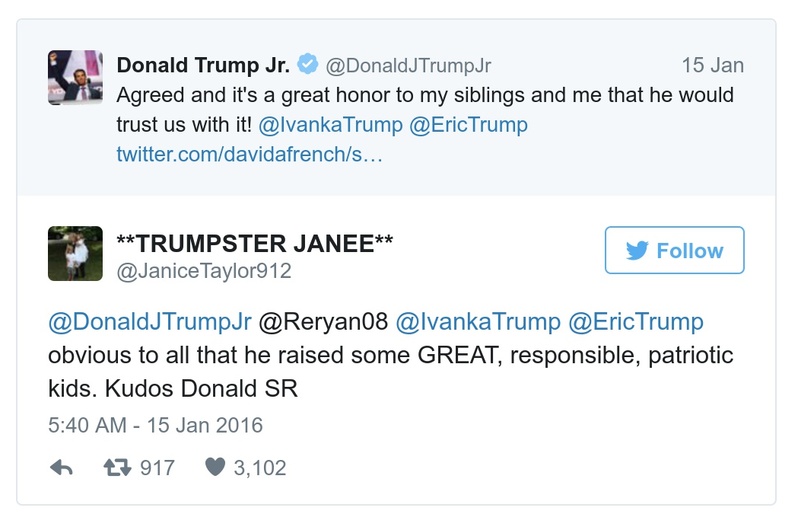 Donald Trump Jr. @DonaldJTrumpJr 15 Jan
Agreed and it's a great honor to my siblings and me that he would
trust us with it! @IvankaTrump @EricTrump
twitter.com/davidafrench/s…
**TRUMPSTER JANEE**
@JaniceTaylor912
Follow
@DonaldJTrumpJr @Reryan08 @IvankaTrump @EricTrump
obvious to all that he raised some GREAT, responsible, patriotic
kids. Kudos Donald SR
5:40 AM - 15 Jan 2016
917 3,102